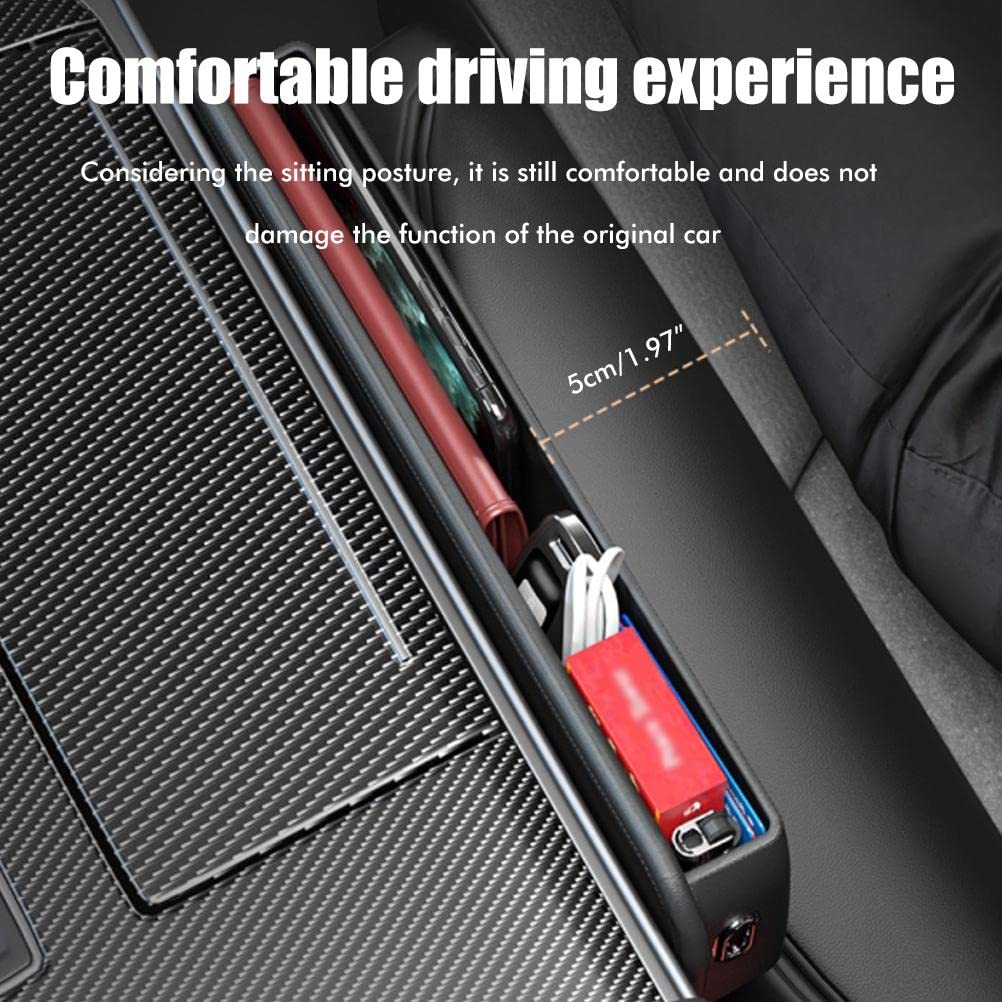 Comfortable driving experience
Considering the sitting posture, it is still comfortable and does not
damage the function of the original car
5cm/1.97"